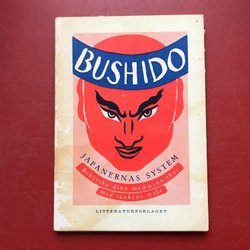 BUSHIDO
JAPANERNAS SYSTEM
Behärska dina medmänniskor
med tankens makt
LITTERATURFÖRLAGET